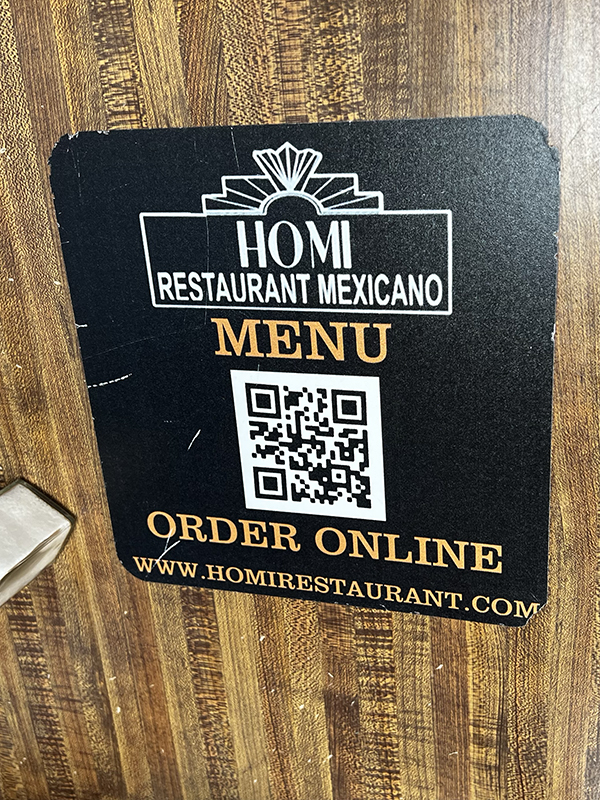 HOMI
RESTAURANT MEXICANO
MENU
ORDER ONLINE
WWW.HOMIRESTAURANT.COM